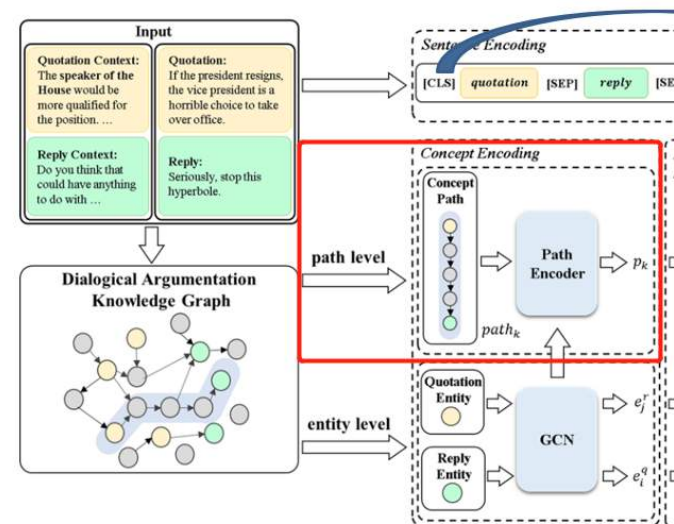 Input
Quotation Context:
The speaker of the
House would be
more qualified for
the position. …
Quotation:
If the president resigns,
the vice president is a
horrible choice to take
over office.
Reply Context:
Do you think that
could have anything
to do with …
Reply:
Seriously, stop this
hyperbole.
Dialogical Argumentation
Knowledge Graph
path level
entity level
Sentence Encoding
[CLS] quotation [SEP] reply [SE
Concept Encoding
Concept
Path
path_k
Path
Encoder
p_k
Quotation
Entity
Reply
Entity
GCN
e_j^r
e_i^q